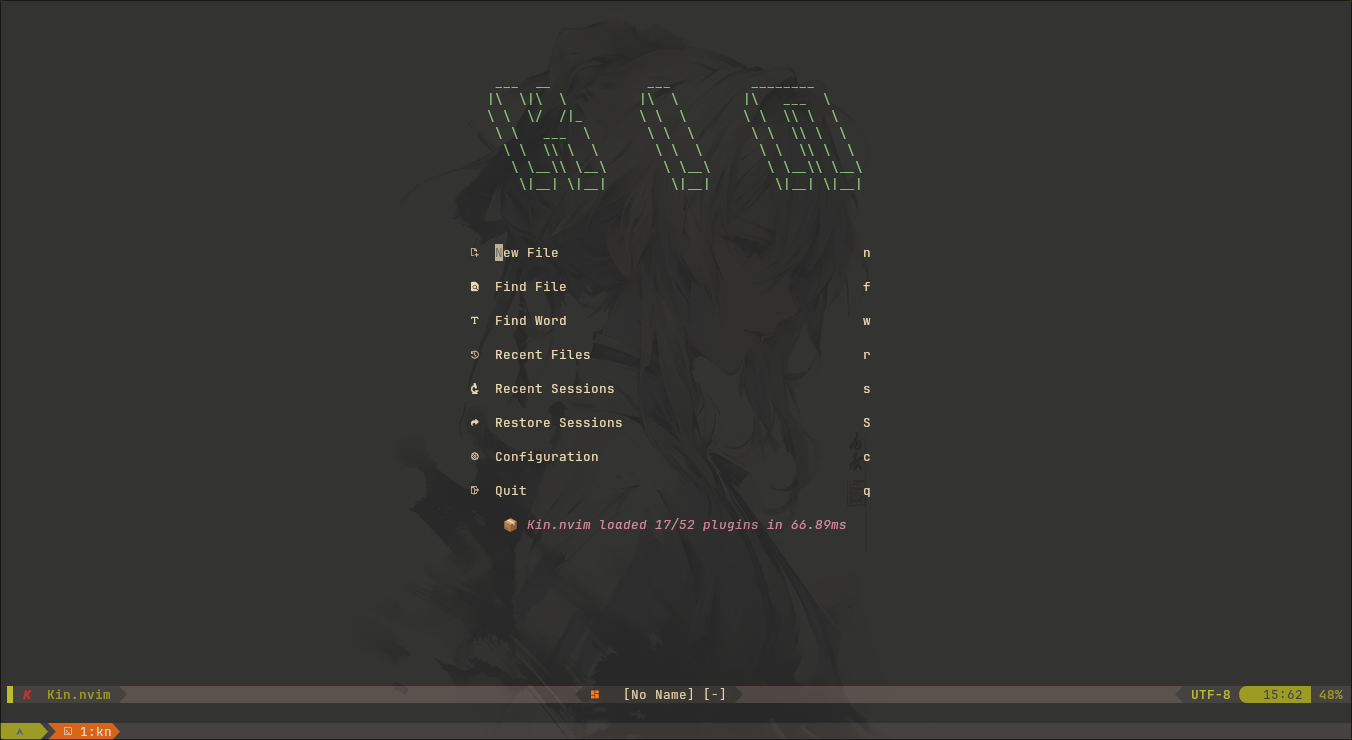 KIN
New File n
Find File f
Find Word w
Recent Files r
Recent Sessions s
Restore Sessions S
Configuration c
Quit q
Kin.nvim loaded 17/52 plugins in 66.89ms
K Kin.nvim [No Name] [-] UTF-8 15:62 48%
1:kn